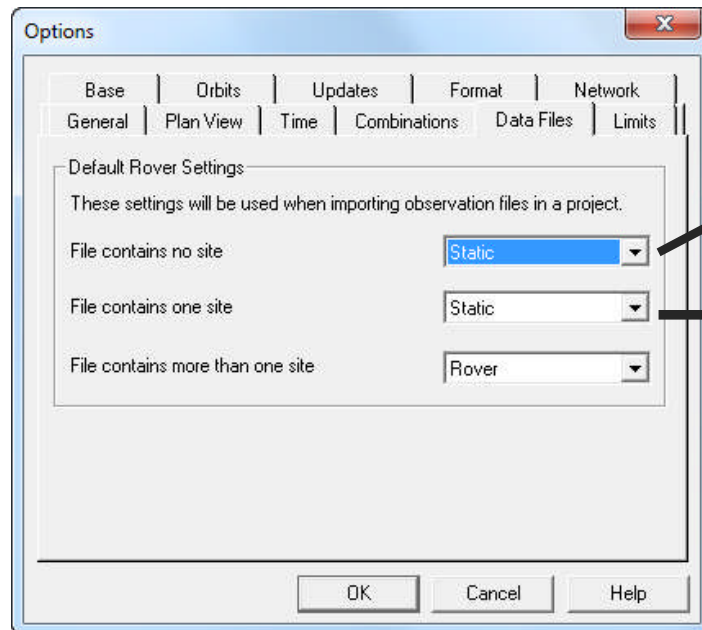 Options
Base Orbits Updates Format Network
General Plan View Time Combinations Data Files Limits
Default Rover Settings
These settings will be used when importing observation files in a project.
File contains no site Static
File contains one site Static
File contains more than one site Rover
OK Cancel Help